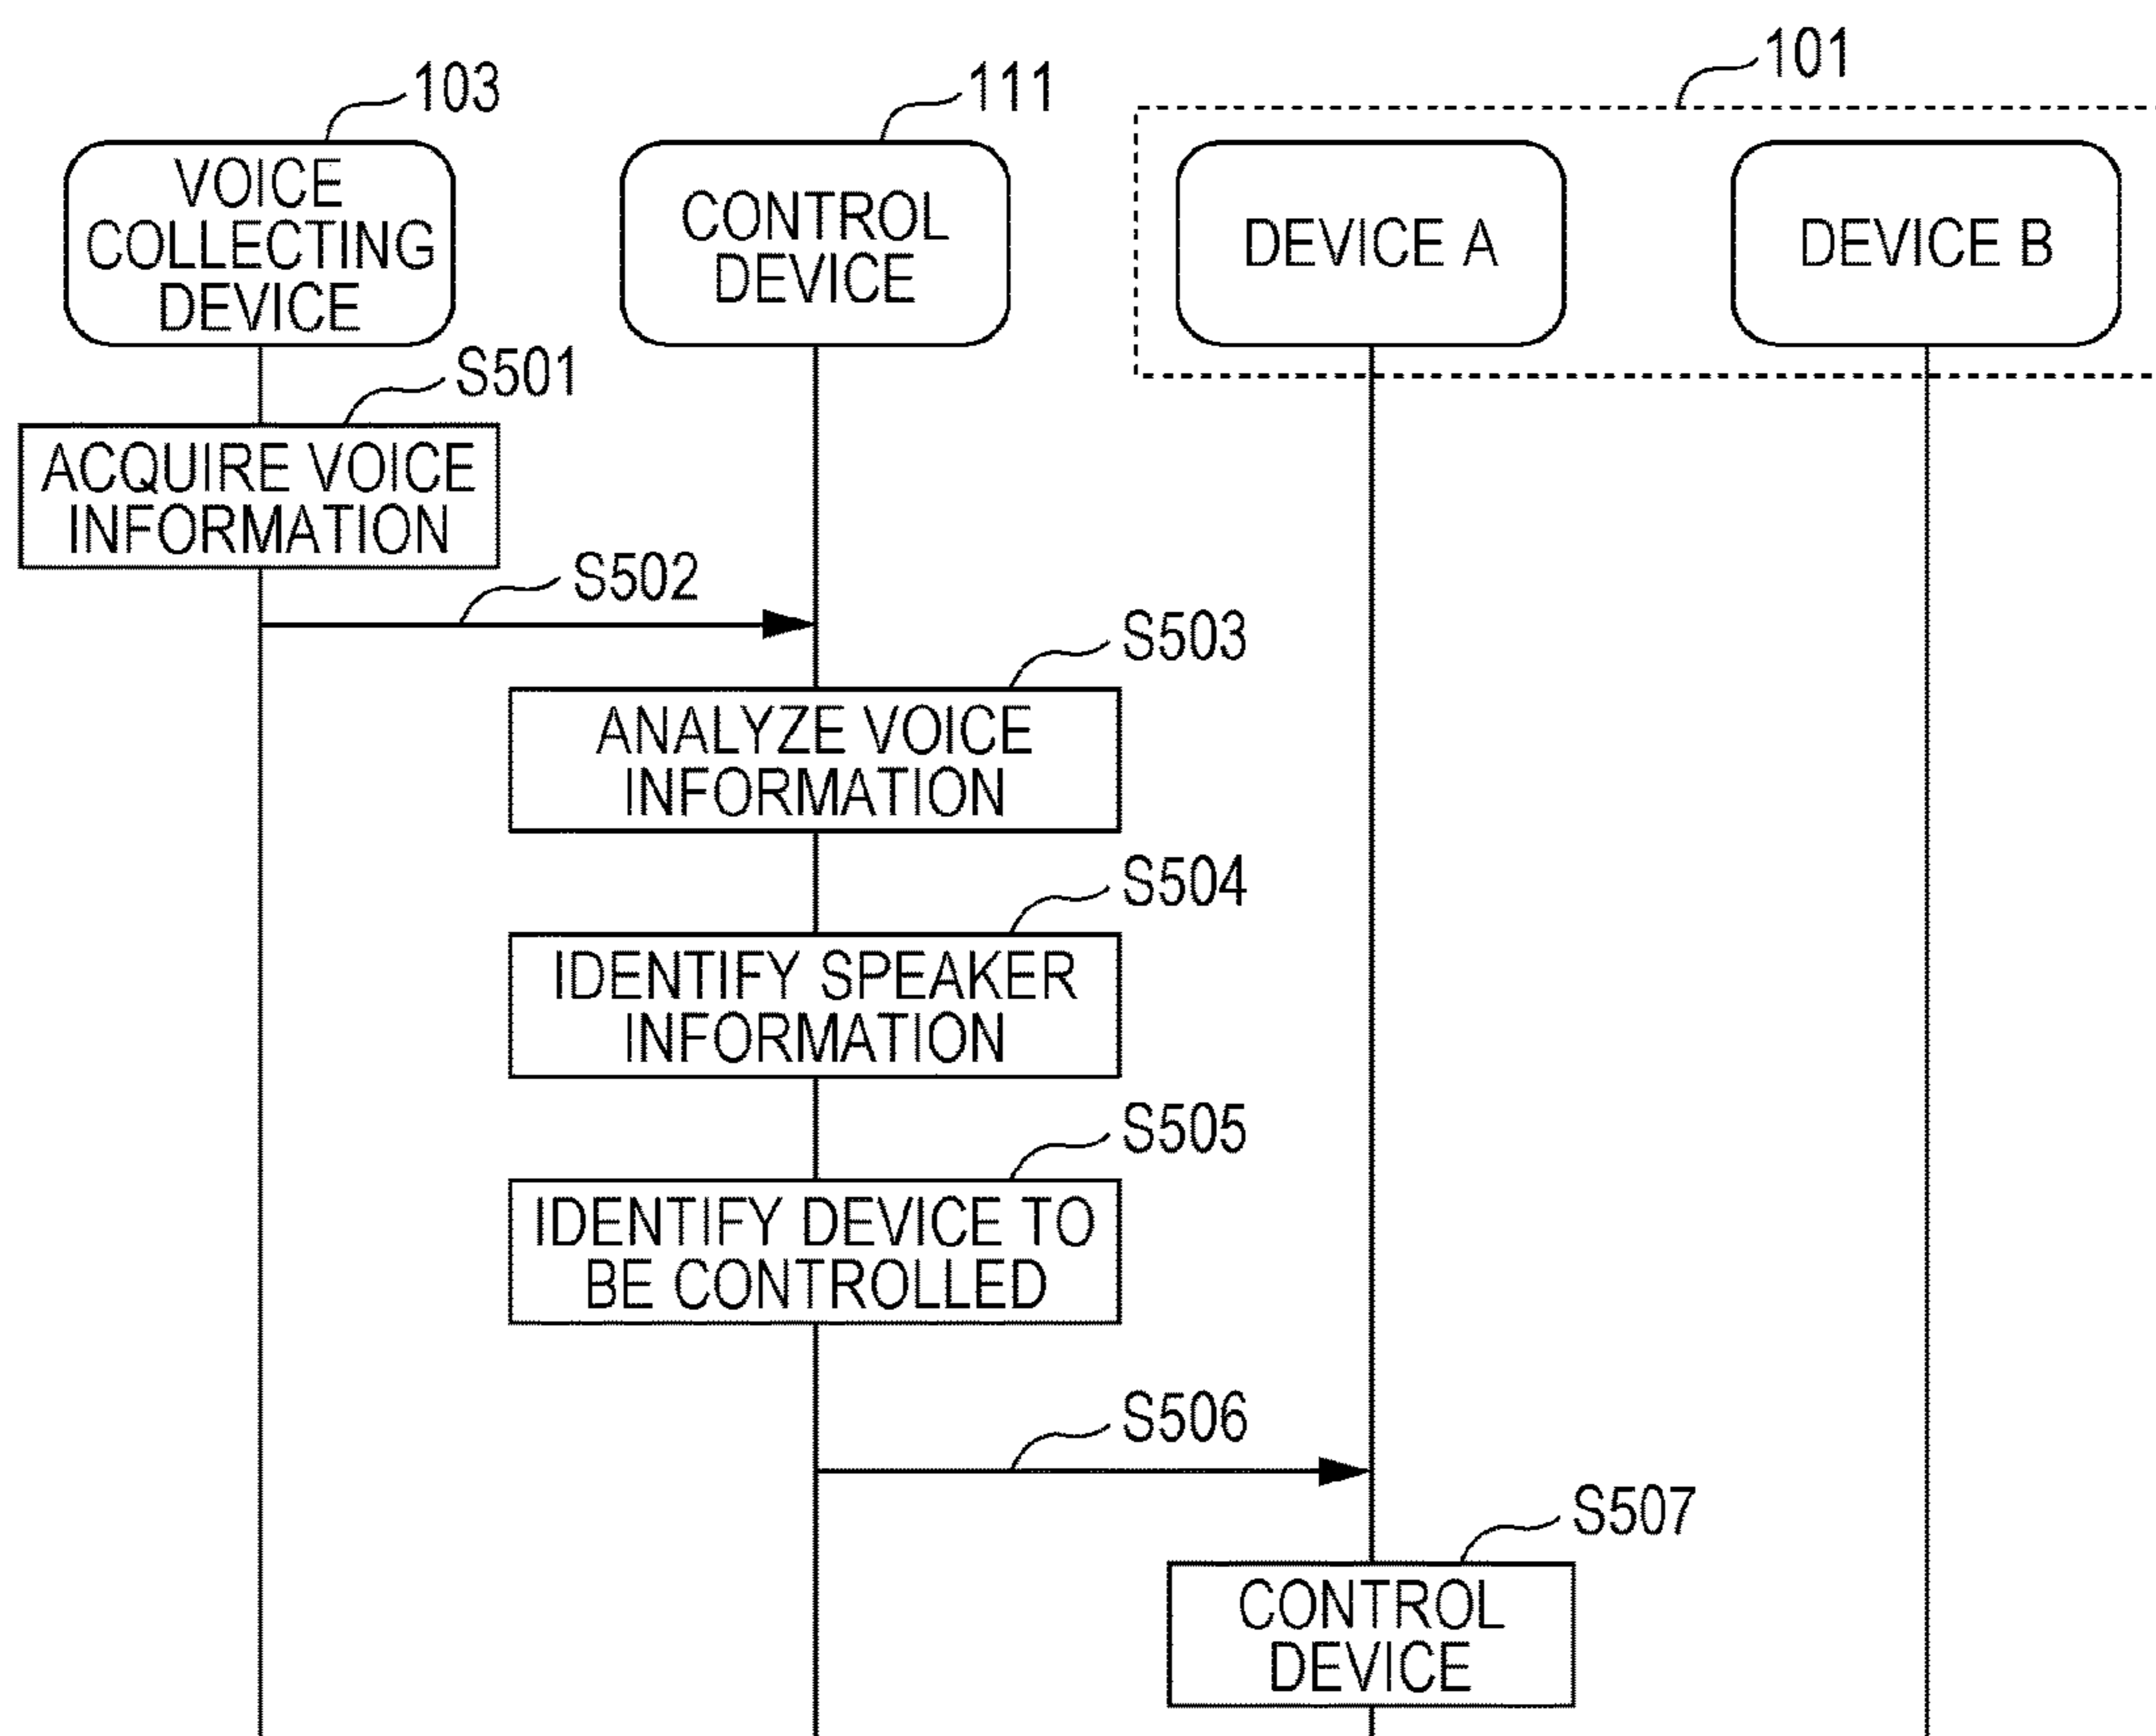 103
111
101
VOICE
COLLECTING
DEVICE
CONTROL
DEVICE
DEVICE A
DEVICE B
S501
ACQUIRE VOICE
INFORMATION
S502
S503
ANALYZE VOICE
INFORMATION
S504
IDENTIFY SPEAKER
INFORMATION
S505
IDENTIFY DEVICE TO
BE CONTROLLED
S506
S507
CONTROL
DEVICE